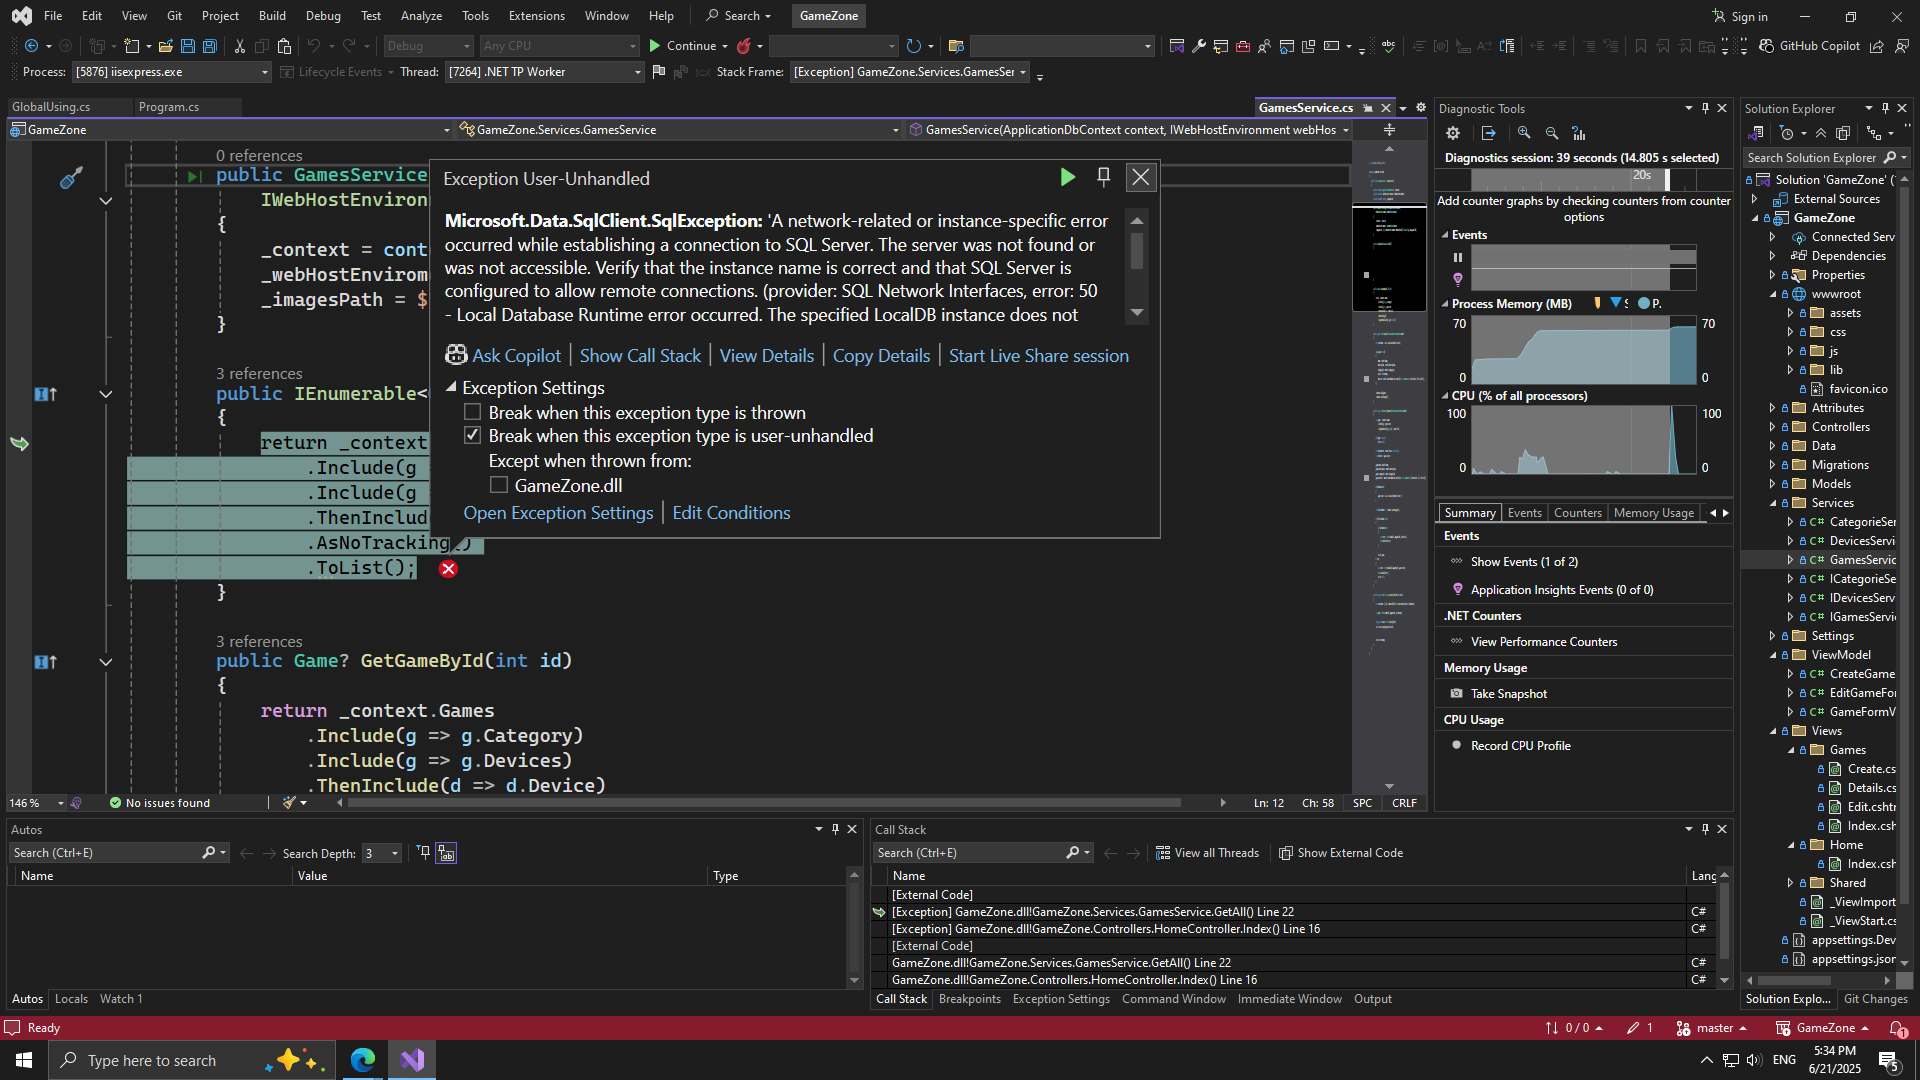 File Edit View Git Project Build Debug Test Analyze Tools Extensions Window Help Search GameZone Sign in
Debug Any CPU Continue GitHub Copilot
Process: [5876] iisexpress.exe Lifecycle Events Thread: [7264] .NET TP Worker Stack Frame: [Exception] GameZone.Services.GamesSer
GlobalUsing.cs Program.cs GamesService.cs
GameZone GameZone.Services.GamesService GamesService(ApplicationDbContext context, IWebHostEnvironment webHos
0 references
public GamesService
IWebHostEnviron
{
_context = cont
_webHostEnvirom
_imagesPath = $
}
3 references
public IEnumerable<
{
return _context
.Include(g
.Include(g
.ThenInclud
.AsNoTracking()
.ToList();
}
3 references
public Game? GetGameById(int id)
{
return _context.Games
.Include(g => g.Category)
.Include(g => g.Devices)
.ThenInclude(d => d.Device)
Exception User-Unhandled
Microsoft.Data.SqlClient.SqlException: 'A network-related or instance-specific error
occurred while establishing a connection to SQL Server. The server was not found or
was not accessible. Verify that the instance name is correct and that SQL Server is
configured to allow remote connections. (provider: SQL Network Interfaces, error: 50
- Local Database Runtime error occurred. The specified LocalDB instance does not
Ask Copilot Show Call Stack View Details Copy Details Start Live Share session
Exception Settings
Break when this exception type is thrown
Break when this exception type is user-unhandled
Except when thrown from:
GameZone.dll
Open Exception Settings Edit Conditions
146 % No issues found Ln: 12 Ch: 58 SPC CRLF
Diagnostic Tools
Diagnostics session: 39 seconds (14.805 s selected)
20s
Add counter graphs by checking counters from counter
options
Events
Process Memory (MB) S P.
70 70
0 0
CPU (% of all processors)
100 100
0 0
Summary Events Counters Memory Usage
Events
Show Events (1 of 2)
Application Insights Events (0 of 0)
.NET Counters
View Performance Counters
Memory Usage
Take Snapshot
CPU Usage
Record CPU Profile
Solution Explorer
Search Solution Explorer
Solution 'GameZone' (
External Sources
GameZone
Connected Serv
Dependencies
Properties
wwwroot
assets
css
js
lib
favicon.ico
Attributes
Controllers
Data
Migrations
Models
Services
C# CategorieSer
C# DevicesServi
C# GamesServic
C# ICategorieSe
C# IDevicesServ
C# IGamesServi
Settings
ViewModel
C# CreateGame
C# EditGameFor
C# GameFormV
Views
Games
Create.cs
Details.cs
Edit.cshtr
Index.csh
Home
Index.csh
Shared
_ViewImport
_ViewStart.cs
appsettings.Dev
appsettings.json
Solution Explo... Git Changes
Autos
Search (Ctrl+E) Search Depth: 3
Name Value Type
Autos Locals Watch 1
Call Stack
Search (Ctrl+E) View all Threads Show External Code
Name Lang
[External Code]
[Exception] GameZone.dll!GameZone.Services.GamesService.GetAll() Line 22 C#
[Exception] GameZone.dll!GameZone.Controllers.HomeController.Index() Line 16 C#
[External Code]
GameZone.dll!GameZone.Services.GamesService.GetAll() Line 22 C#
GameZone.dll!GameZone.Controllers.HomeController.Index() Line 16 C#
Call Stack Breakpoints Exception Settings Command Window Immediate Window Output
Ready 0 / 0 1 master GameZone 1
Type here to search ENG 5:34 PM
6/21/2025 5